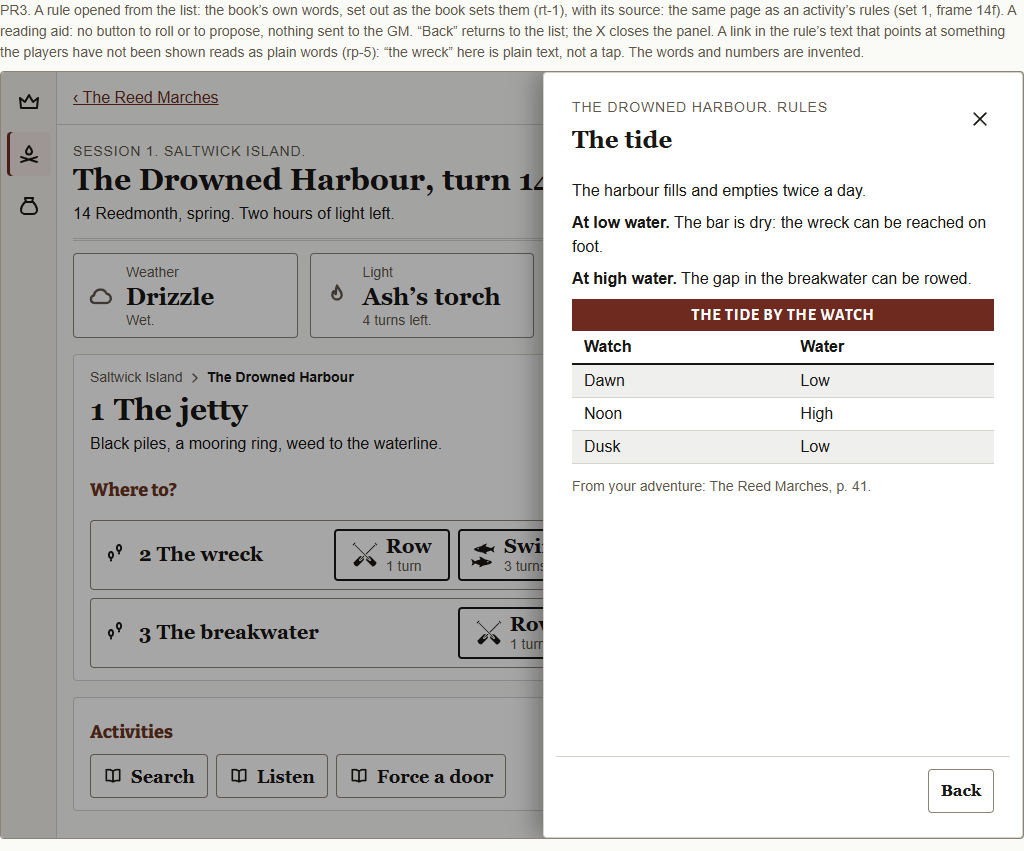 PR3. A rule opened from the list: the book’s own words, set out as the book sets them (rt-1), with its source: the same page as an activity’s rules (set 1, frame 14f). A
reading aid: no button to roll or to propose, nothing sent to the GM. “Back” returns to the list; the X closes the panel. A link in the rule’s text that points at something
the players have not been shown reads as plain words (rp-5): “the wreck” here is plain text, not a tap. The words and numbers are invented.
‹ The Reed Marches
SESSION 1. SALTWICK ISLAND.
The Drowned Harbour, turn 14
14 Reedmonth, spring. Two hours of light left.
Weather
Drizzle
Wet.
Light
Ash’s torch
4 turns left.
Saltwick Island > The Drowned Harbour
1 The jetty
Black piles, a mooring ring, weed to the waterline.
Where to?
2 The wreck
Row
1 turn
3 turns
3 The breakwater
1 turn
Activities
Search
Listen
Force a door
THE DROWNED HARBOUR. RULES
The tide
The harbour fills and empties twice a day.
At low water. The bar is dry: the wreck can be reached on
foot.
At high water. The gap in the breakwater can be rowed.
THE TIDE BY THE WATCH
Watch Water
Dawn Low
Noon High
Dusk Low
From your adventure: The Reed Marches, p. 41.
Back